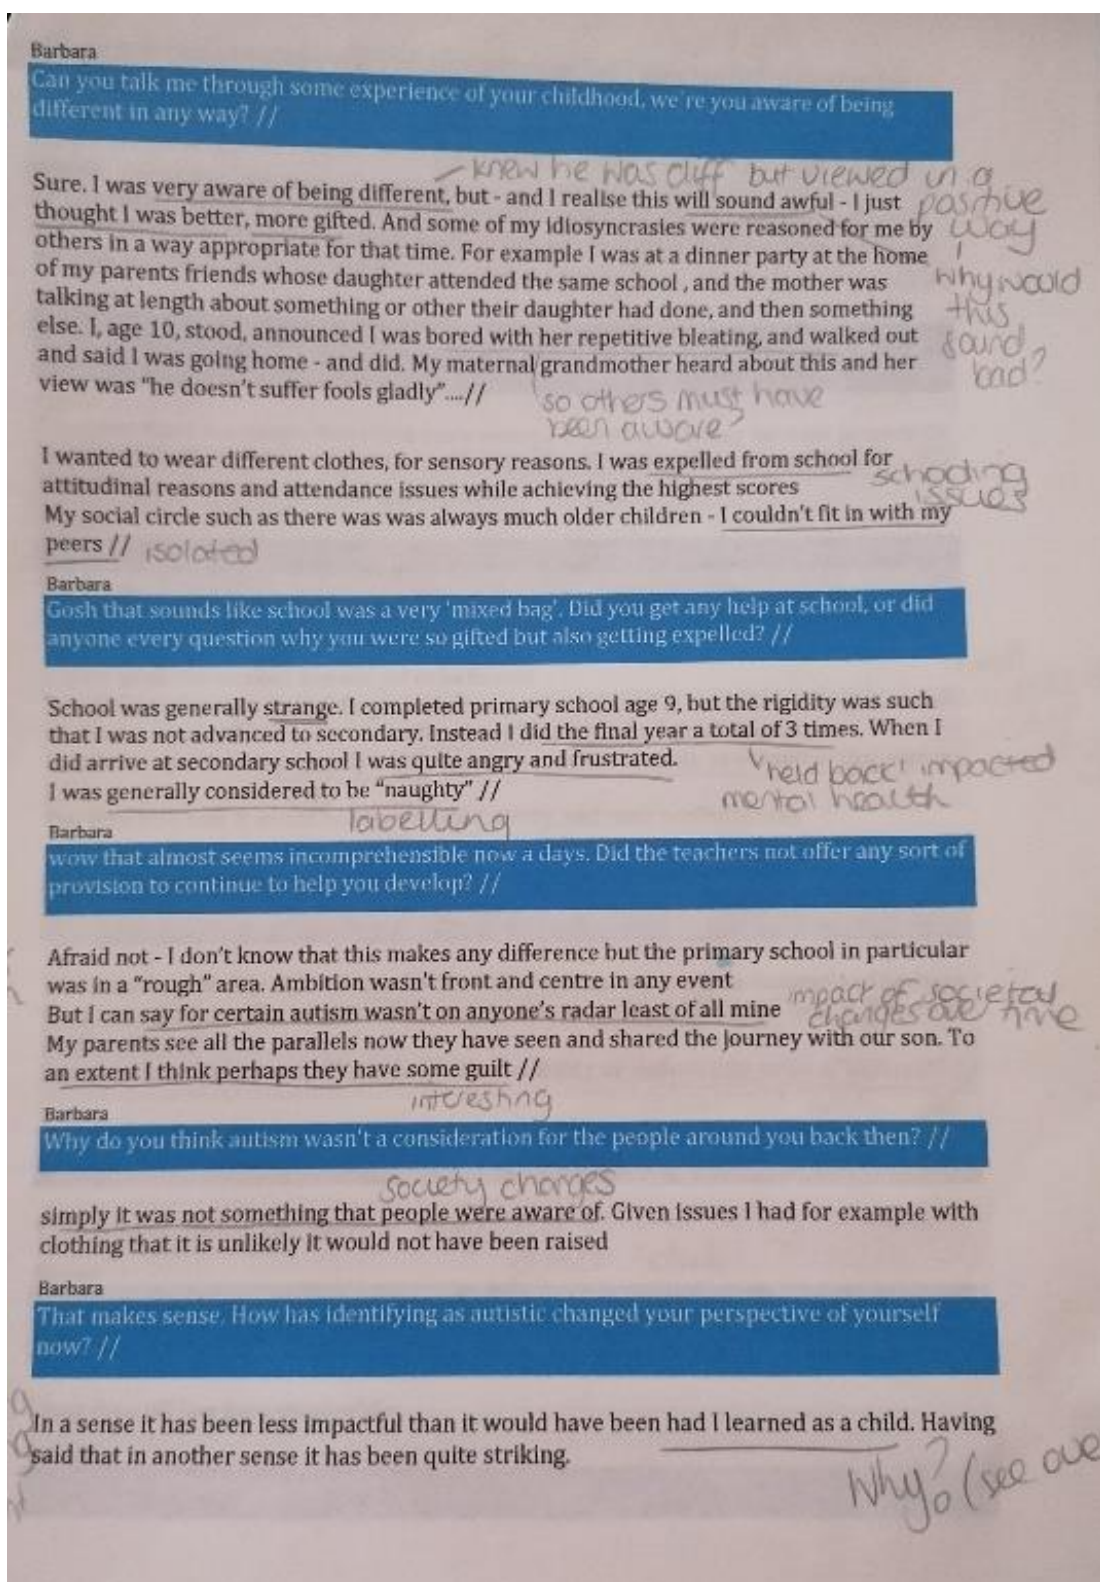 Barbara
Can you talk me through some experience of your childhood, we're you aware of being
different in any way? //
knew he was diff but viewed in a
positive
way
Sure. I was very aware of being different, but - and I realise this will sound awful - I just
thought I was better, more gifted. And some of my idiosyncrasies were reasoned for me by
others in a way appropriate for that time. For example I was at a dinner party at the home
of my parents friends whose daughter attended the same school , and the mother was
talking at length about something or other their daughter had done, and then something
else. I, age 10, stood, announced I was bored with her repetitive bleating, and walked out
and said I was going home - and did. My maternal grandmother heard about this and her
view was "he doesn't suffer fools gladly"....//
why would
this
sound
bad?
so others must have
been aware?
I wanted to wear different clothes, for sensory reasons. I was expelled from school for
attitudinal reasons and attendance issues while achieving the highest scores
schooling
issues
My social circle such as there was was always much older children - I couldn't fit in with my
peers // isolated
Barbara
Gosh that sounds like school was a very 'mixed bag'. Did you get any help at school, or did
anyone every question why you were so gifted but also getting expelled? //
School was generally strange. I completed primary school age 9, but the rigidity was such
that I was not advanced to secondary. Instead I did the final year a total of 3 times. When I
did arrive at secondary school I was quite angry and frustrated.
I was generally considered to be "naughty" //
'held back' impacted
mental health
labelling
Barbara
wow that almost seems incomprehensible now a days. Did the teachers not offer any sort of
provision to continue to help you develop? //
Afraid not - I don't know that this makes any difference but the primary school in particular
was in a "rough" area. Ambition wasn't front and centre in any event
But I can say for certain autism wasn't on anyone's radar least of all mine
impact of societal
changes over time
My parents see all the parallels now they have seen and shared the journey with our son. To
an extent I think perhaps they have some guilt //
interesting
Barbara
Why do you think autism wasn't a consideration for the people around you back then? //
society changes
simply it was not something that people were aware of. Given issues I had for example with
clothing that it is unlikely it would not have been raised
Barbara
That makes sense. How has identifying as autistic changed your perspective of yourself
now? //
In a sense it has been less impactful than it would have been had I learned as a child. Having
said that in another sense it has been quite striking.
Why? (see ove